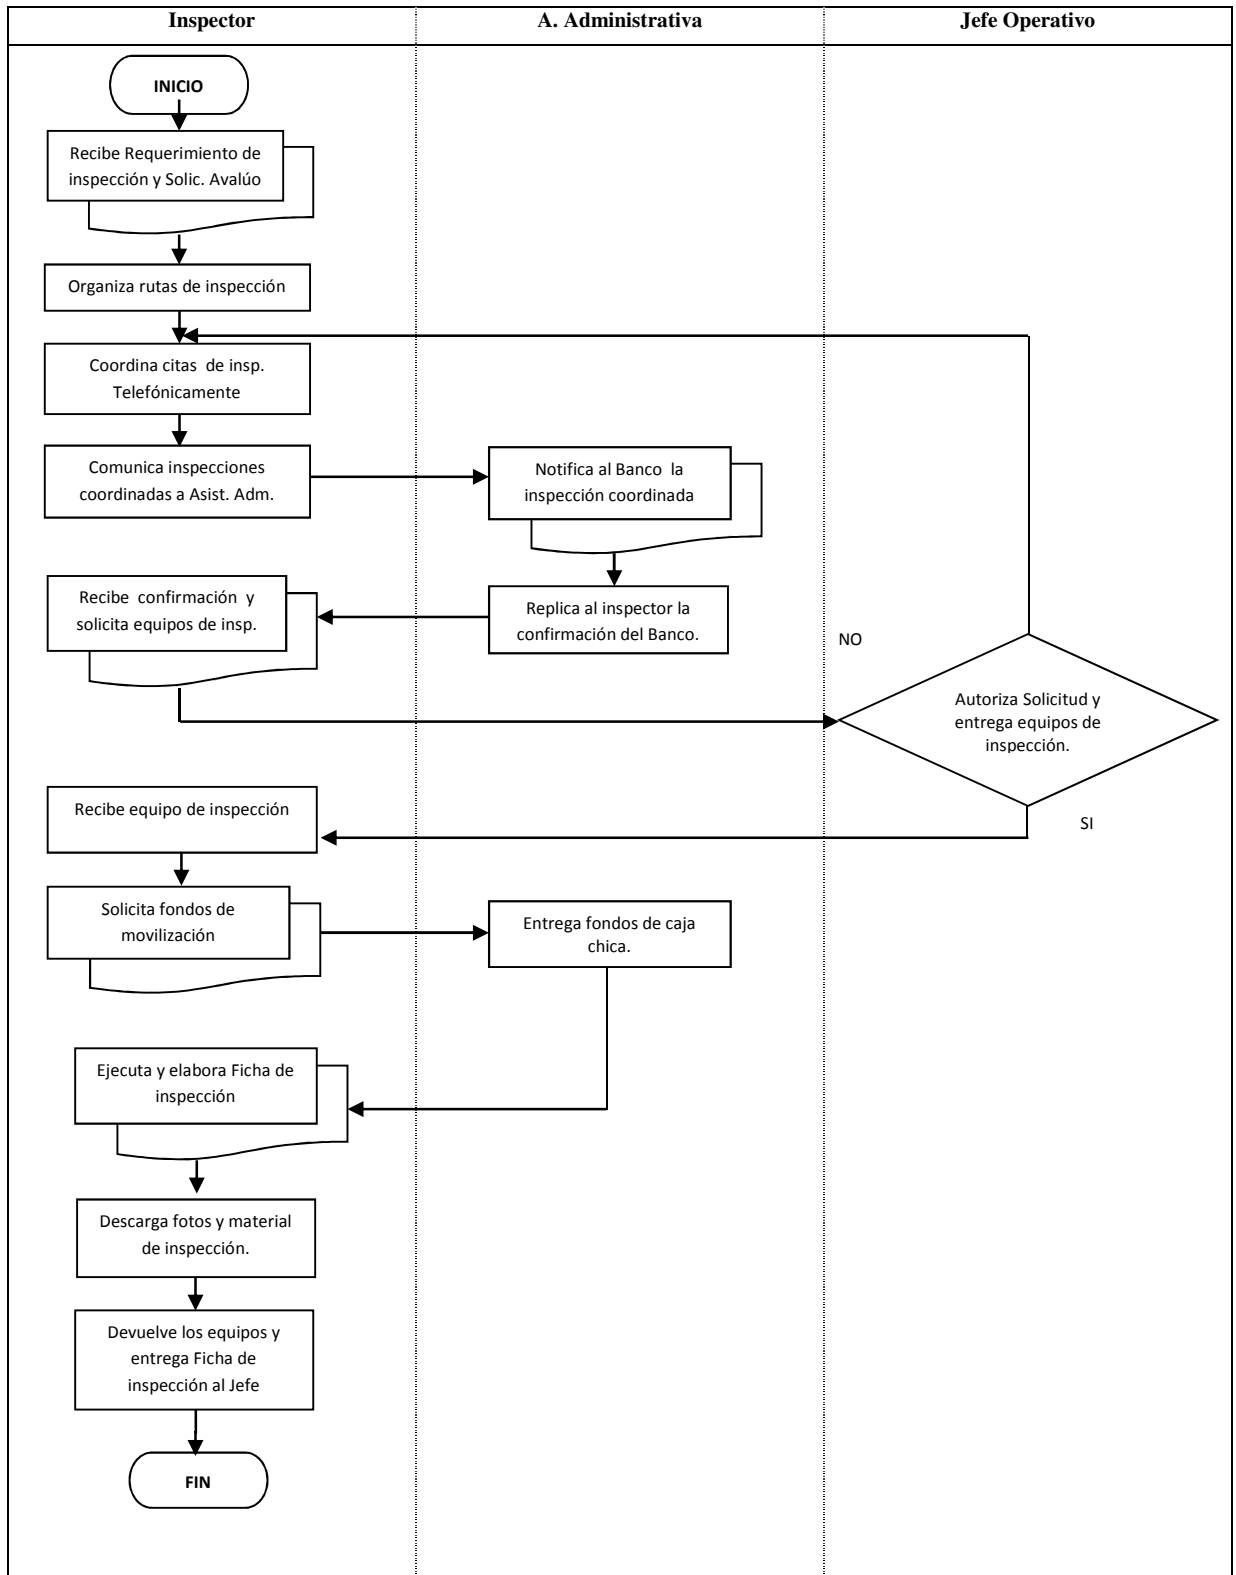 Inspector
A. Administrativa
Jefe Operativo
INICIO
Recibe Requerimiento de
inspección y Solic. Avalúo
Organiza rutas de inspección
Coordina citas de insp.
Telefónicamente
Comunica inspecciones
coordinadas a Asist. Adm.
Notifica al Banco la
inspección coordinada
Replica al inspector la
confirmación del Banco.
Recibe confirmación y
solicita equipos de insp.
NO
Autoriza Solicitud y
entrega equipos de
inspección.
SI
Recibe equipo de inspección
Solicita fondos de
movilización
Entrega fondos de caja
chica.
Ejecuta y elabora Ficha de
inspección
Descarga fotos y material
de inspección.
Devuelve los equipos y
entrega Ficha de
inspección al Jefe
FIN